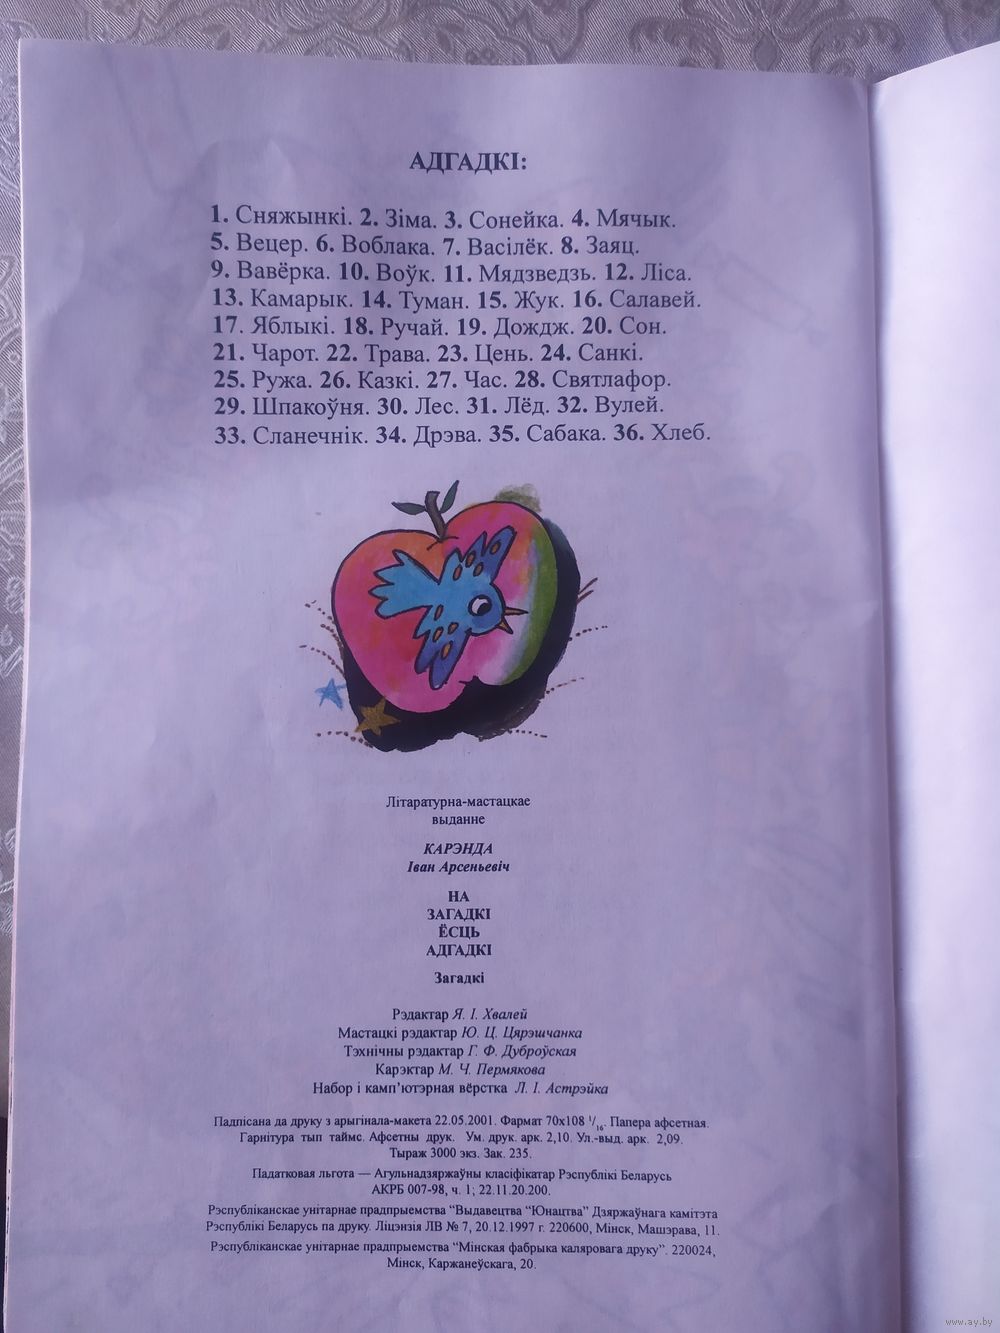 АДГАДКІ:
1. Сняжынкі. 2. Зіма. 3. Сонейка. 4. Мячык.
5. Вецер. 6. Воблака. 7. Васілёк. 8. Заяц.
9. Вавёрка. 10. Воўк. 11. Мядзведзь. 12. Ліса.
13. Камарык. 14. Туман. 15. Жук. 16. Салавей.
17. Яблыкі. 18. Ручай. 19. Дождж. 20. Сон.
21. Чарот. 22. Трава. 23. Цень. 24. Санкі.
25. Ружа. 26. Казкі. 27. Час. 28. Святлафор.
29. Шпакоўня. 30. Лес. 31. Лёд. 32. Вулей.
33. Сланечнік. 34. Дрэва. 35. Сабака. 36. Хлеб.
Літаратурна-мастацкае
выданне
КАРЭНДА
Іван Арсеньевіч
НА
ЗАГАДКІ
ЁСЦЬ
АДГАДКІ
Загадкі
Рэдактар Я. І. Хвалей
Мастацкі рэдактар Ю. Ц. Цярэшчанка
Тэхнічны рэдактар Г. Ф. Дуброўская
Карэктар М. Ч. Пермякова
Набор і камп'ютэрная вёрстка Л. І. Астрэйка
Падпісана да друку з арыгінала-макета 22.05.2001. Фармат 70х108 1/16. Папера афсетная.
Гарнітура тып таймс. Афсетны друк. Ум. друк. арк. 2,10. Ул.-выд. арк. 2,09.
Тыраж 3000 экз. Зак. 235.
Падатковая льгота — Агульнадзяржаўны класіфікатар Рэспублікі Беларусь
АКРБ 007-98, ч. 1; 22.11.20.200.
Рэспубліканскае унітарнае прадпрыемства "Выдавецтва "Юнацтва" Дзяржаўнага камітэта
Рэспублікі Беларусь па друку. Ліцэнзія ЛВ № 7, 20.12.1997 г. 220600, Мінск, Машэрава, 11.
Рэспубліканскае унітарнае прадпрыемства "Мінская фабрыка каляровага друку". 220024,
Мінск, Каржанеўскага, 20.
www.ay.by